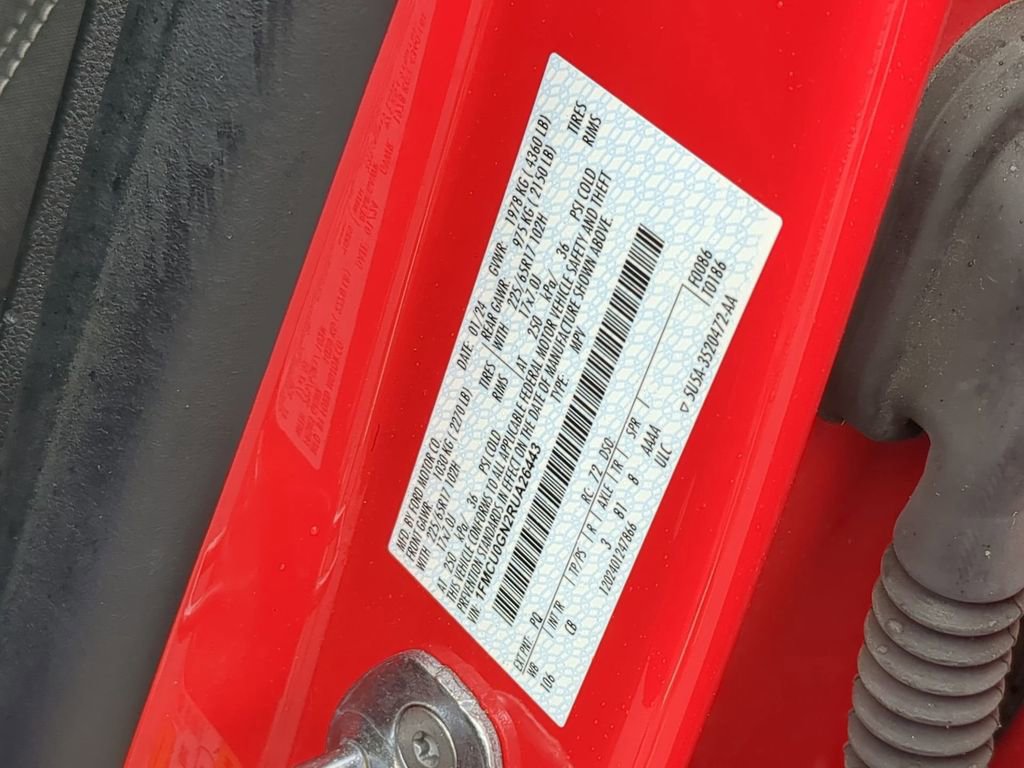 MFD. BY FORD MOTOR CO.
DATE: 01/24 GVWR: 1978 KG ( 4360 LB)
FRONT GAWR: 1030 KG ( 2270 LB)
REAR GAWR: 975 KG ( 2150 LB)
WITH 225/65R17 102H TIRES
WITH 225/65R17 102H TIRES
17x7.0J RIMS
17x7.0J RIMS
AT 250 kPa/ 36 PSI COLD
AT 250 kPa/ 36 PSI COLD
THIS VEHICLE CONFORMS TO ALL APPLICABLE FEDERAL MOTOR VEHICLE SAFETY AND THEFT
PREVENTION STANDARDS IN EFFECT ON THE DATE OF MANUFACTURE SHOWN ABOVE.
VIN: 1FMCU0GN2RUA26443
TYPE: MPV
EXT PNT: PQ RC: 72 DSO: F0086
WB INT TR TP/PS R AXLE TR SPR T0186
106 CB 3 B1 8 AAAA
1202401247866 ULC ▽ SU5A-3520472-AA